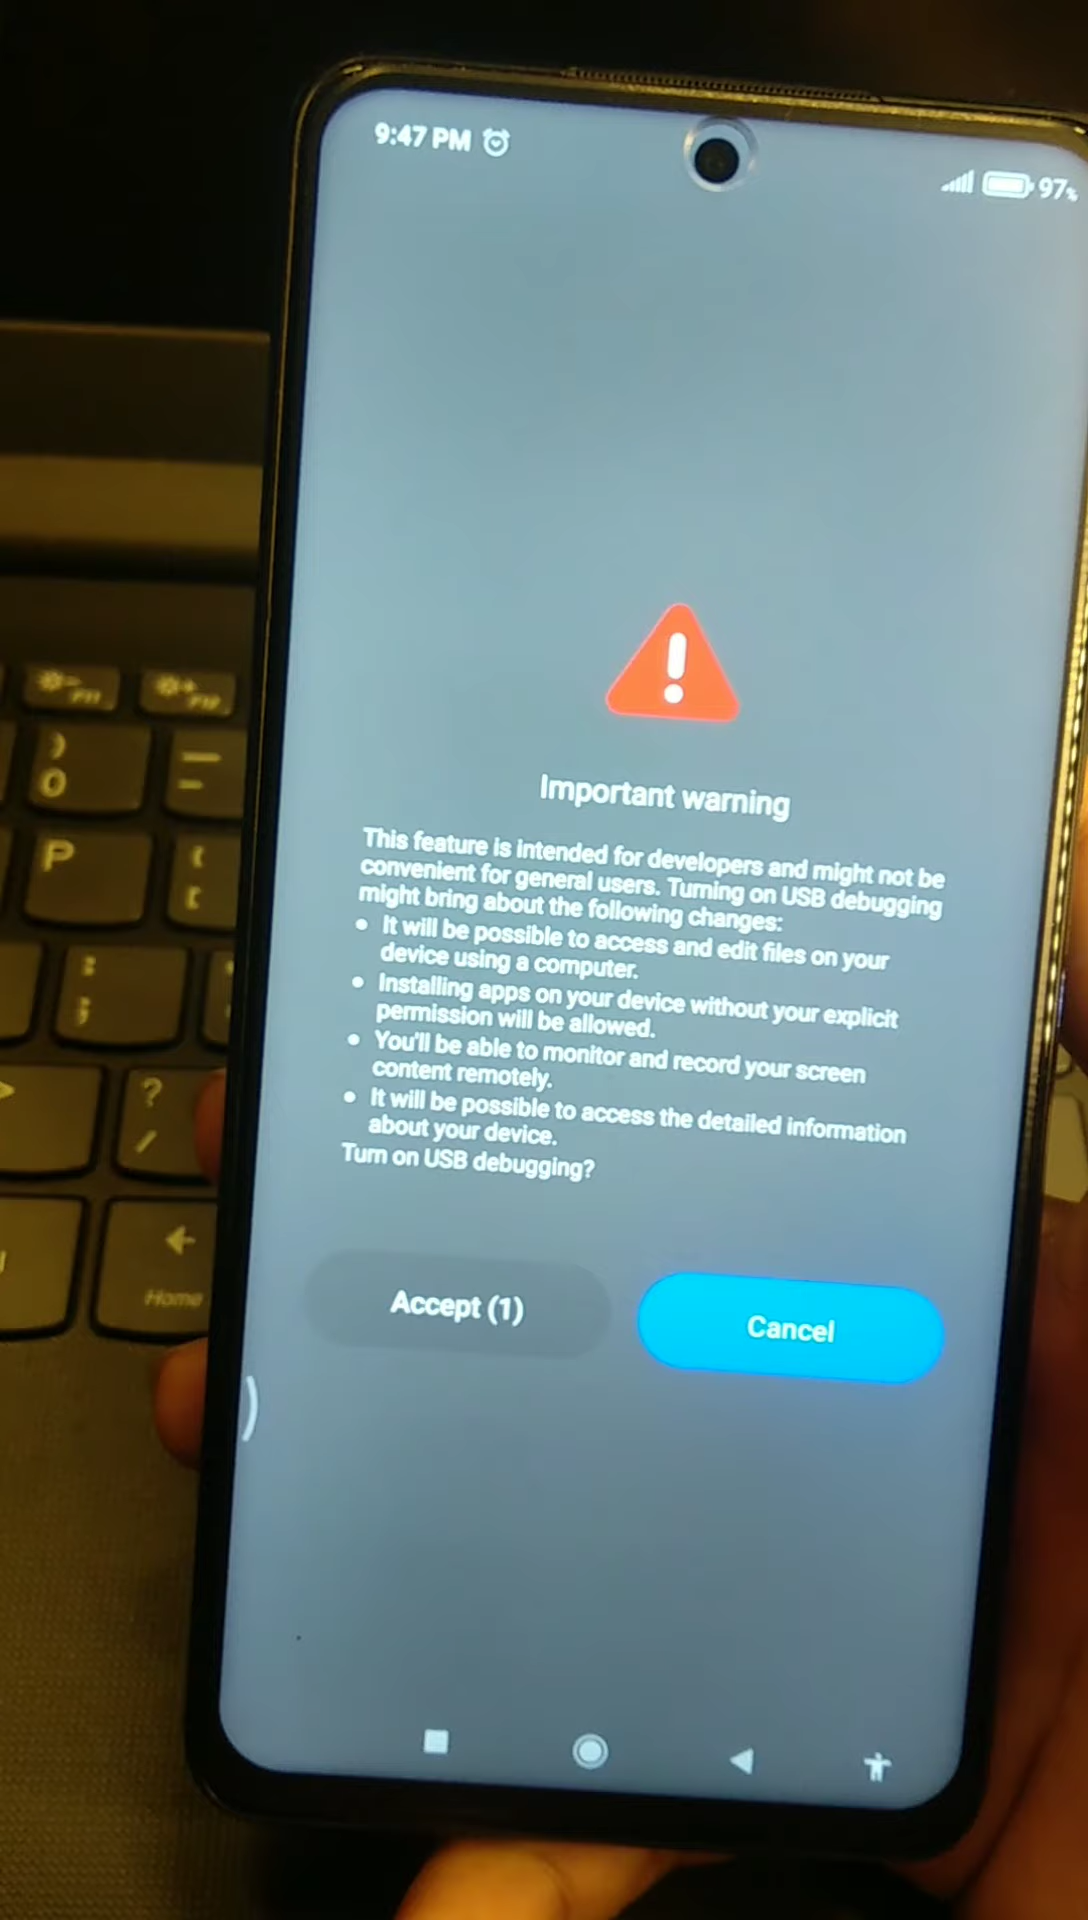 9:47 PM
97%
Important warning
This feature is intended for developers and might not be
convenient for general users. Turning on USB debugging
might bring about the following changes:
• It will be possible to access and edit files on your
device using a computer.
• Installing apps on your device without your explicit
permission will be allowed.
• You'll be able to monitor and record your screen
content remotely.
• It will be possible to access the detailed information
about your device.
Turn on USB debugging?
Accept (1)
Cancel
F11
F12
)
0
P
{
[
:
;
>
?
/
Home